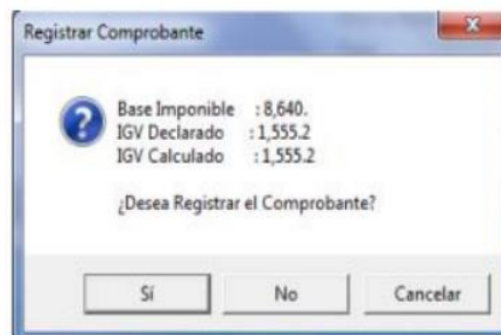 Registrar Comprobante
Base Imponible : 8,640.
IGV Declarado : 1,555.2
IGV Calculado : 1,555.2
¿Desea Registrar el Comprobante?
Sí No Cancelar